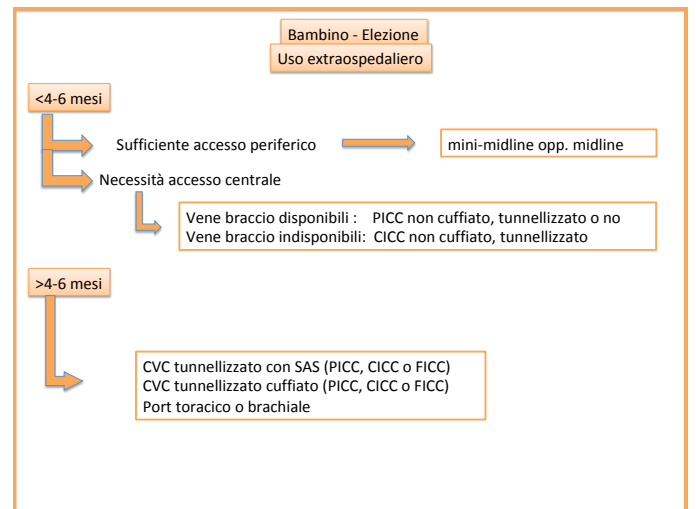 Bambino - Elezione
Uso extraospedaliero
<4-6 mesi
Sufficiente accesso periferico
mini-midline opp. midline
Necessità accesso centrale
Vene braccio disponibili : PICC non cuffiato, tunnellizzato o no
Vene braccio indisponibili: CICC non cuffiato, tunnellizzato
>4-6 mesi
CVC tunnellizzato con SAS (PICC, CICC o FICC)
CVC tunnellizzato cuffiato (PICC, CICC o FICC)
Port toracico o brachiale